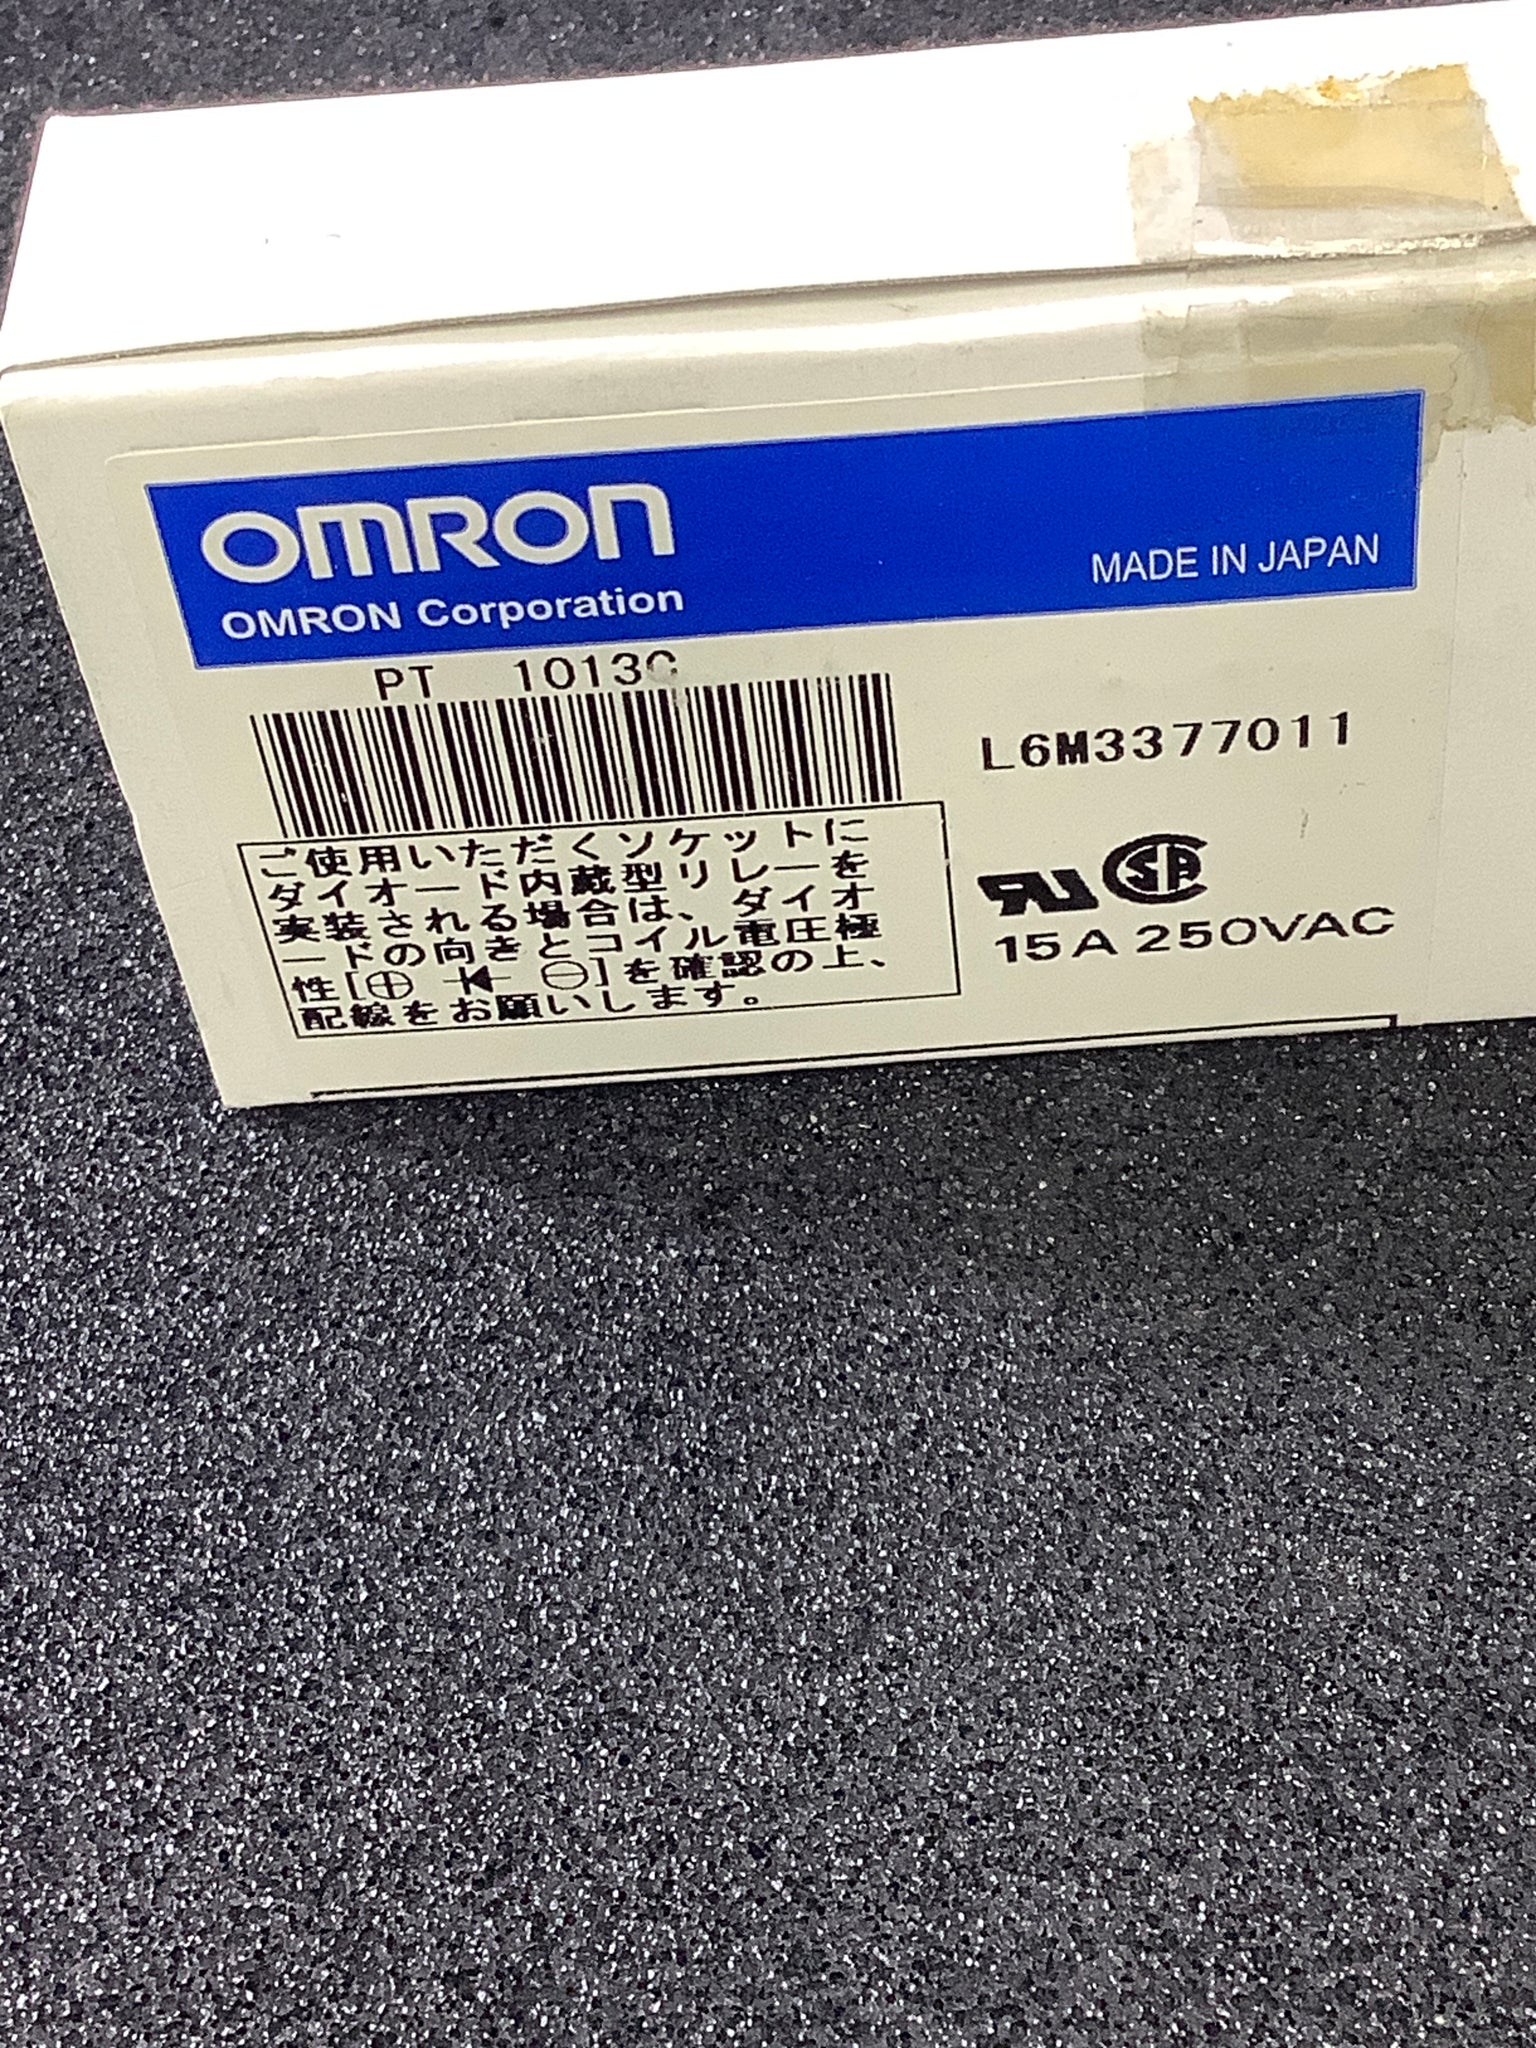 OMRON
OMRON Corporation
MADE IN JAPAN
PT 1013C
L6M3377011
ご使用いただくソケットに
ダイオード内蔵型リレーを
実装される場合は、ダイオ
ードの向きとコイル電圧極
性[⊕ ⊖]を確認の上、
配線をお願いします。
RU CSA
15A 250VAC